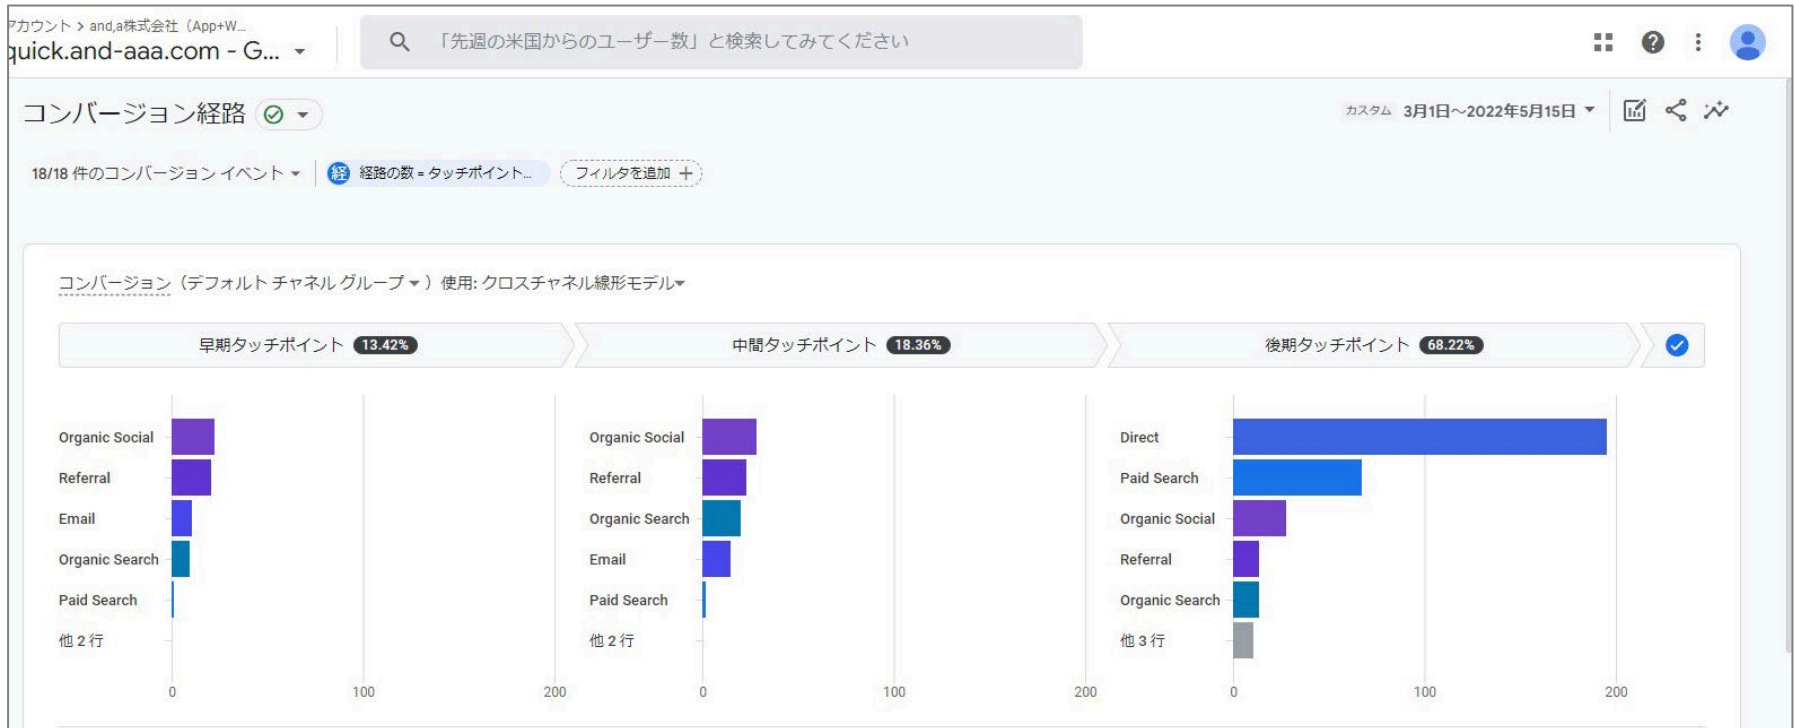 アカウント > and,a株式会社（App+W...
quick.and-aaa.com - G...
「先週の米国からのユーザー数」と検索してみてください
コンバージョン経路
カスタム 3月1日～2022年5月15日
18/18 件のコンバージョン イベント
経 経路の数 = タッチポイント...
フィルタを追加 +
コンバージョン（デフォルト チャネル グループ）使用: クロスチャネル線形モデル
早期タッチポイント 13.42%
中間タッチポイント 18.36%
後期タッチポイント 68.22%
Organic Social
Referral
Email
Organic Search
Paid Search
他 2 行
0 100 200
Organic Social
Referral
Organic Search
Email
Paid Search
他 2 行
0 100 200
Direct
Paid Search
Organic Social
Referral
Organic Search
他 3 行
0 100 200